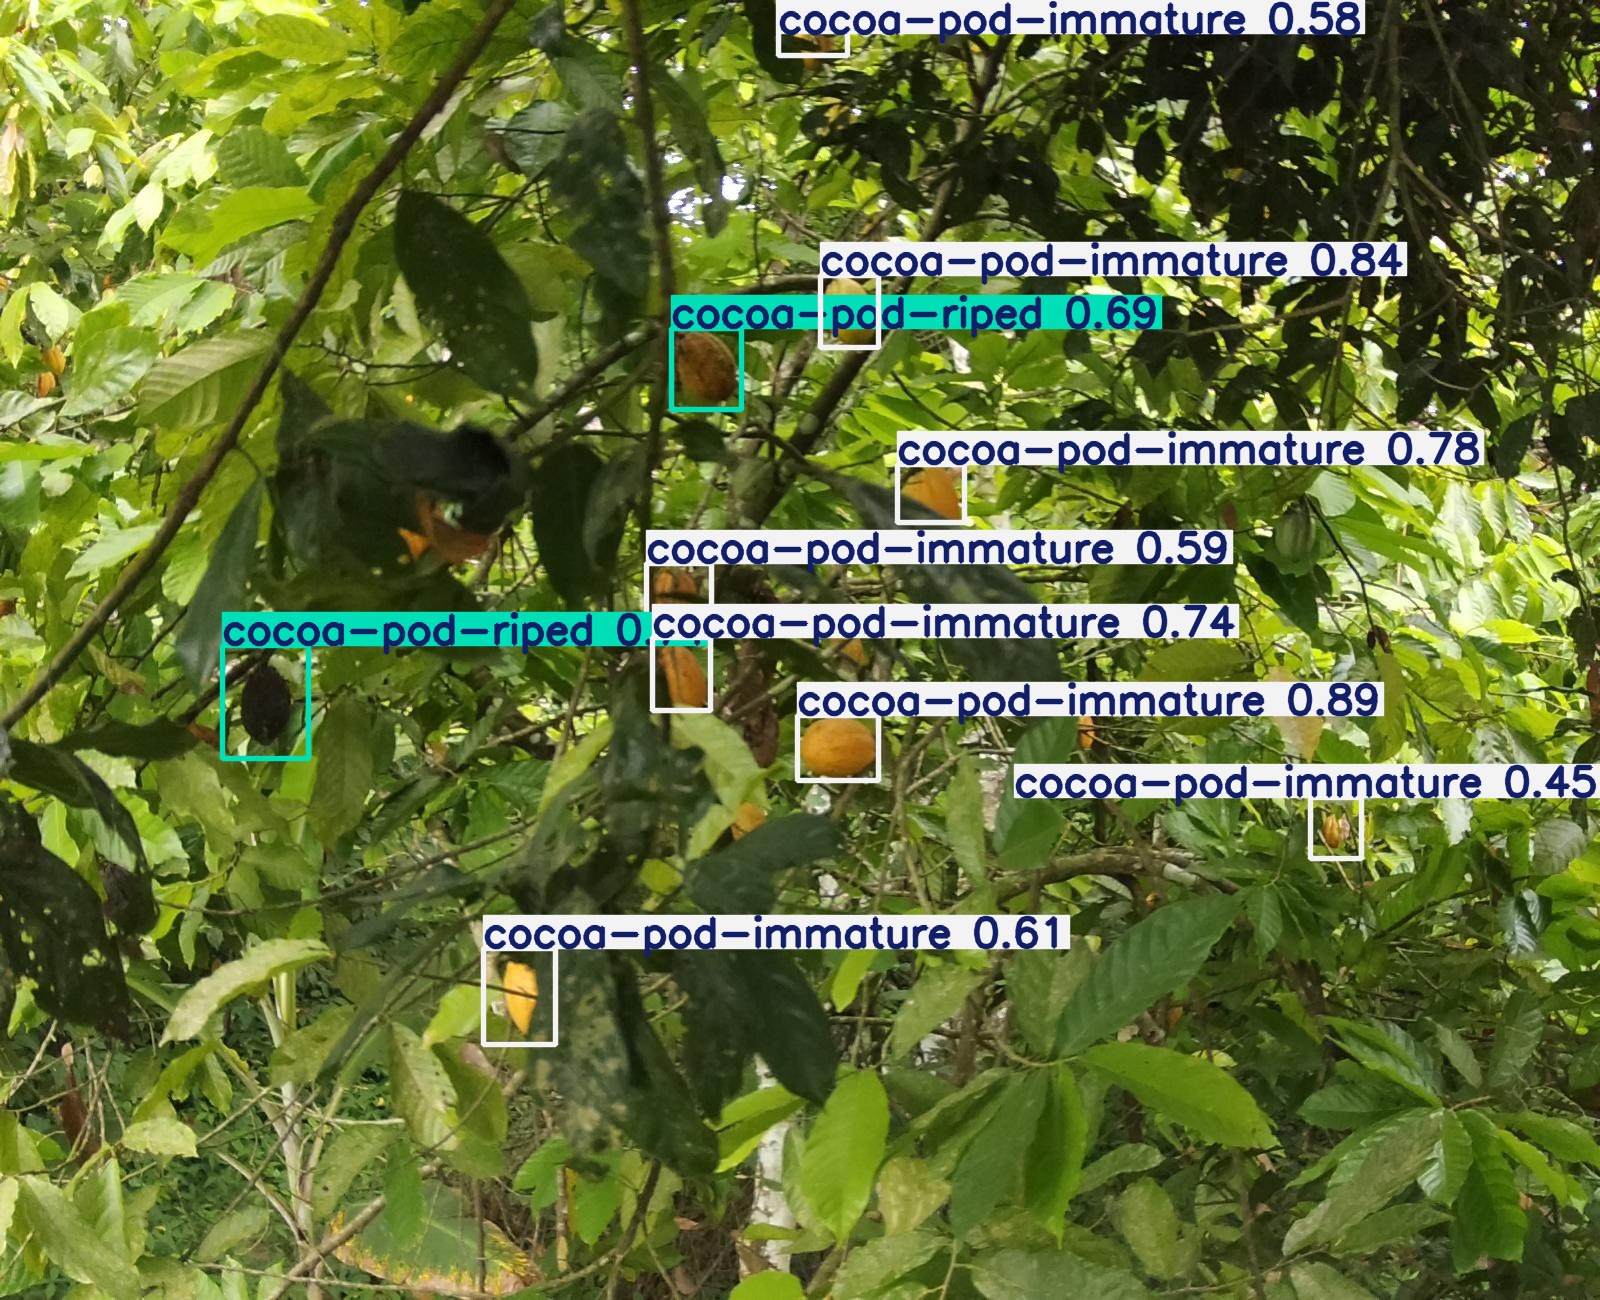 cocoa-pod-immature 0.58
cocoa-pod-immature 0.84
cocoa-pod-riped 0.69
cocoa-pod-immature 0.78
cocoa-pod-immature 0.59
cocoa-pod-riped
cocoa-pod-immature 0.74
cocoa-pod-immature 0.89
cocoa-pod-immature 0.45
cocoa-pod-immature 0.61